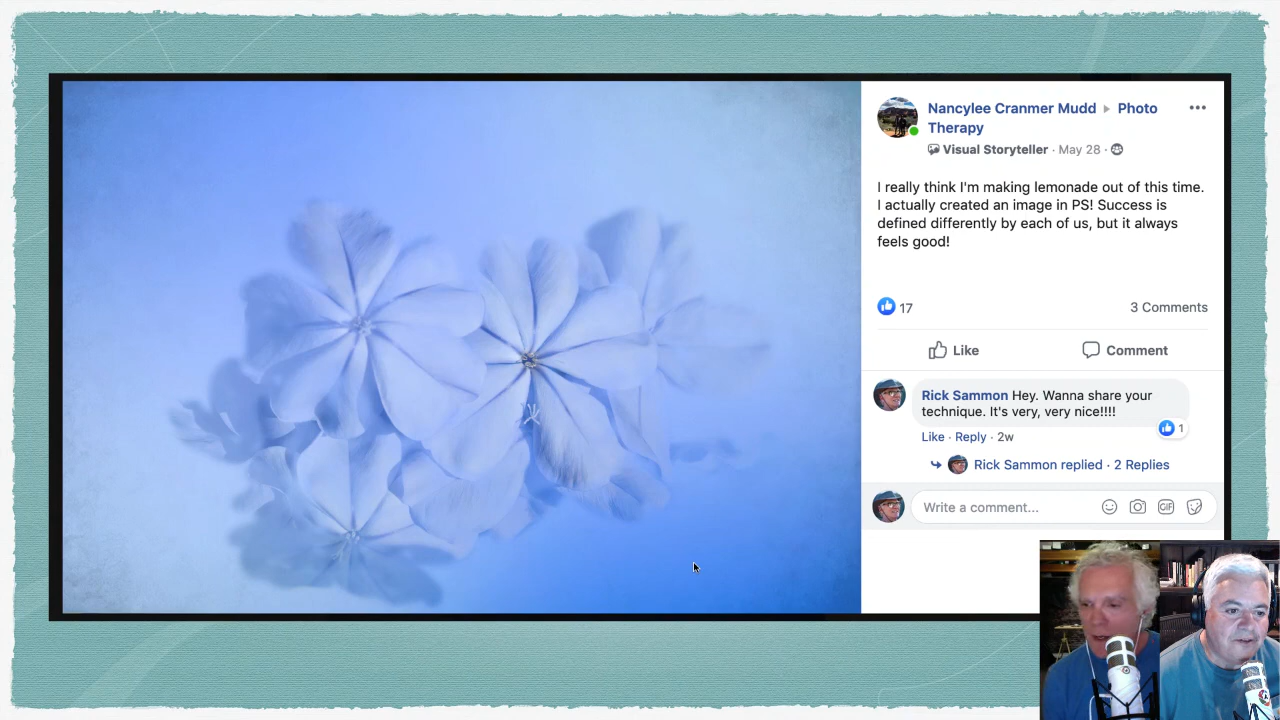 Nancylee Cranmer Mudd ▸ Photo
Therapy
Visual Storyteller · May 28 ·
I really think I'm making lemonade out of this time.
I actually created an image in PS! Success is
defined differently by each of us, but it always
feels good!
17
3 Comments
Like
Comment
Rick Sammon Hey. Wanna share your
technique. It's very, very nice!!!!
1
Like · Reply · 2w
Rick Sammon replied · 2 Replies
Write a comment...
GIF